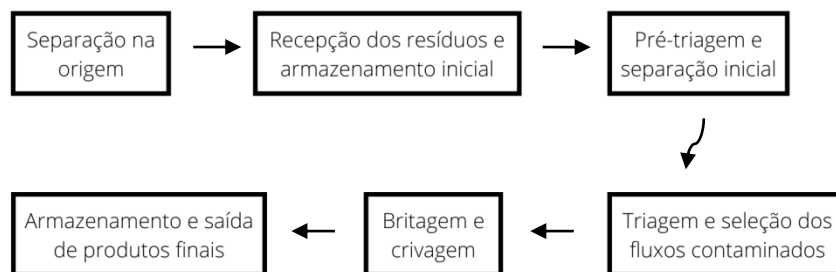 Separação na
origem
Recepção dos resíduos e
armazenamento inicial
Pré-triagem e
separação inicial
Triagem e seleção dos
fluxos contaminados
Britagem e
crivagem
Armazenamento e saída
de produtos finais